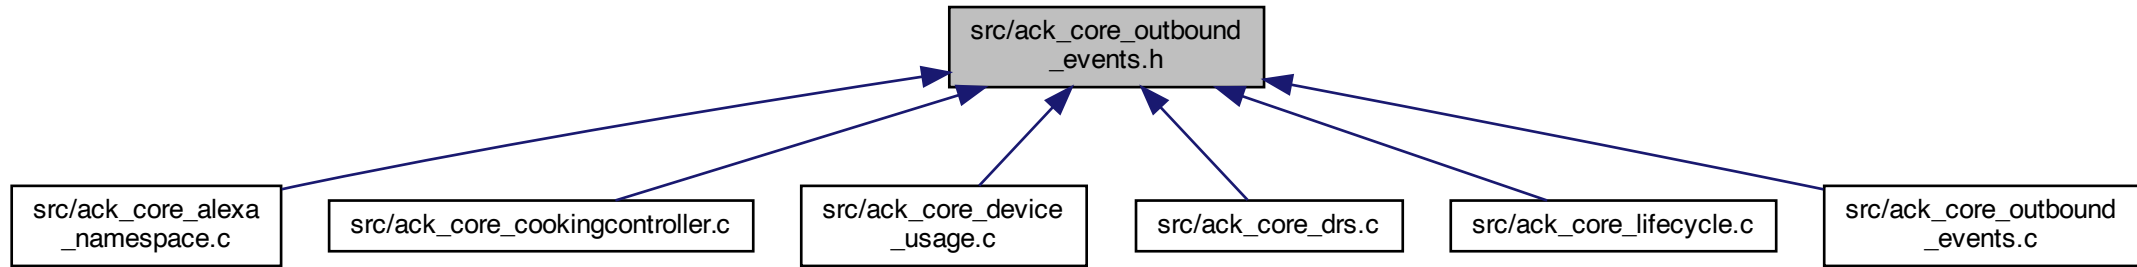 src/ack_core_outbound
_events.h
src/ack_core_alexa
_namespace.c
src/ack_core_cookingcontroller.c
src/ack_core_device
_usage.c
src/ack_core_drs.c
src/ack_core_lifecycle.c
src/ack_core_outbound
_events.c